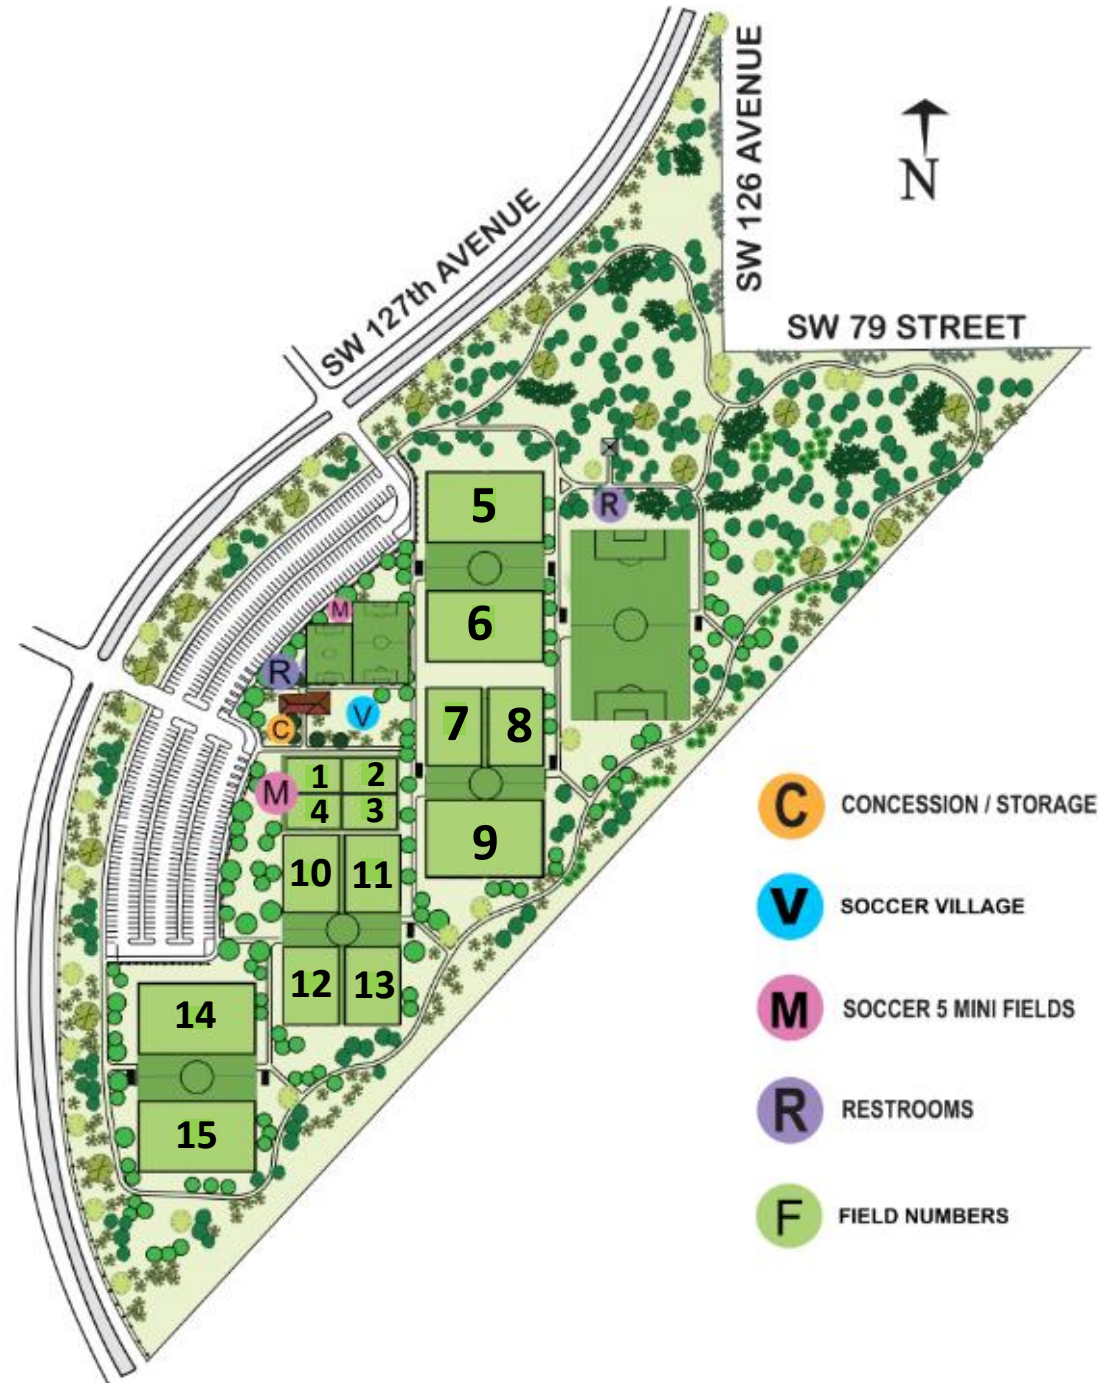 SW 126 AVENUE
N
SW 127th AVENUE
SW 79 STREET
5
R
6
M
R
7
8
V
C
1
2
M
4
3
9
10
11
12
13
14
15
C CONCESSION / STORAGE
V SOCCER VILLAGE
M SOCCER 5 MINI FIELDS
R RESTROOMS
F FIELD NUMBERS